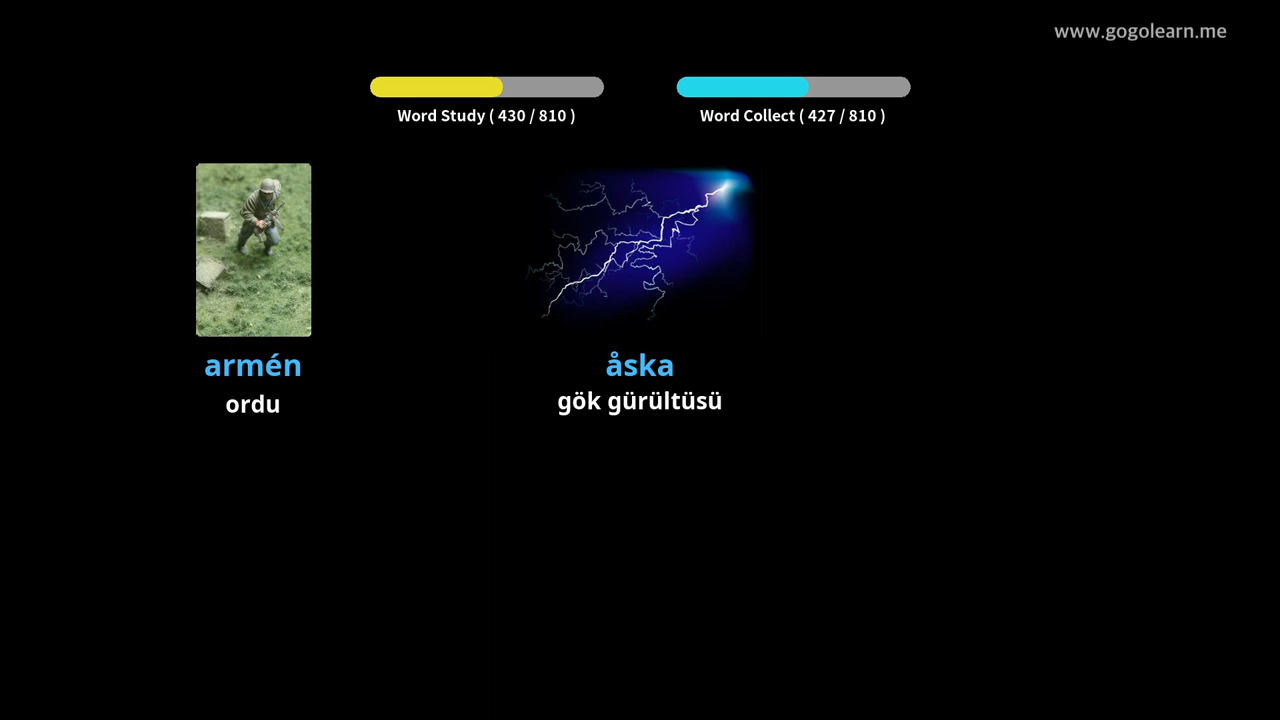 www.gogolearn.me
Word Study ( 430 / 810 )
Word Collect ( 427 / 810 )
armén
ordu
åska
gök gürültüsü